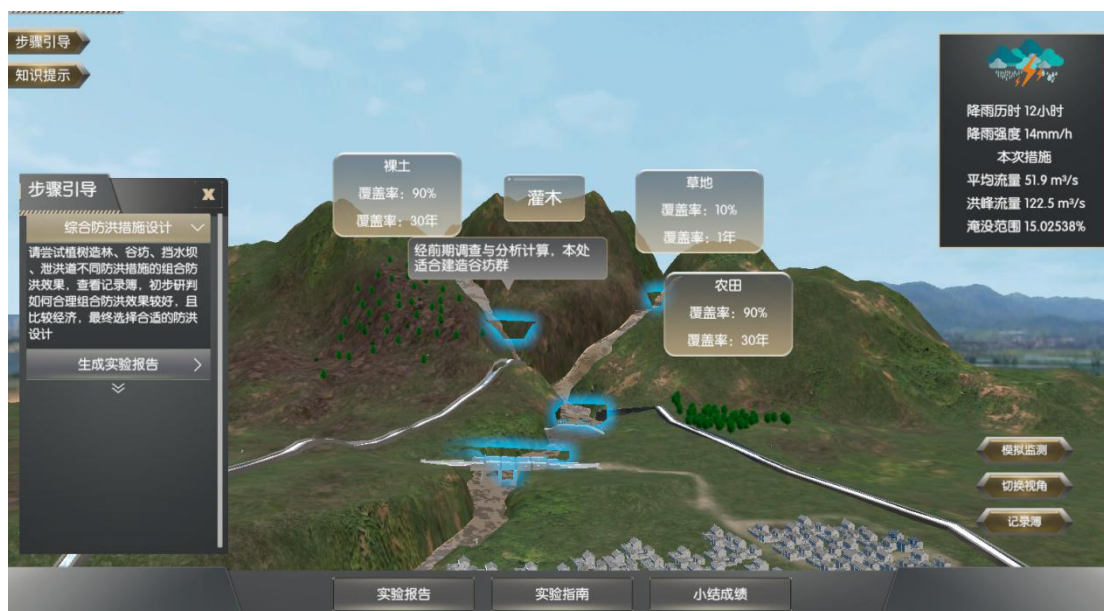 步骤引导
知识提示
降雨历时 12小时
降雨强度 14mm/h
本次措施
平均流量 51.9 m³/s
洪峰流量 122.5 m³/s
淹没范围 15.02538%
裸土
覆盖率：90%
覆盖率：30年
灌木
草地
覆盖率：10%
覆盖率：1年
经前期调查与分析计算，本处
适合建造谷坊群
农田
覆盖率：90%
覆盖率：30年
步骤引导
X
综合防洪措施设计
请尝试植树造林、谷坊、挡水坝
、泄洪道不同防洪措施的组合防
洪效果，查看记录簿，初步研判
如何合理组合防洪效果较好，且
比较经济，最终选择合适的防洪
设计
生成实验报告
模拟监测
切换视角
记录簿
实验报告
实验指南
小结成绩